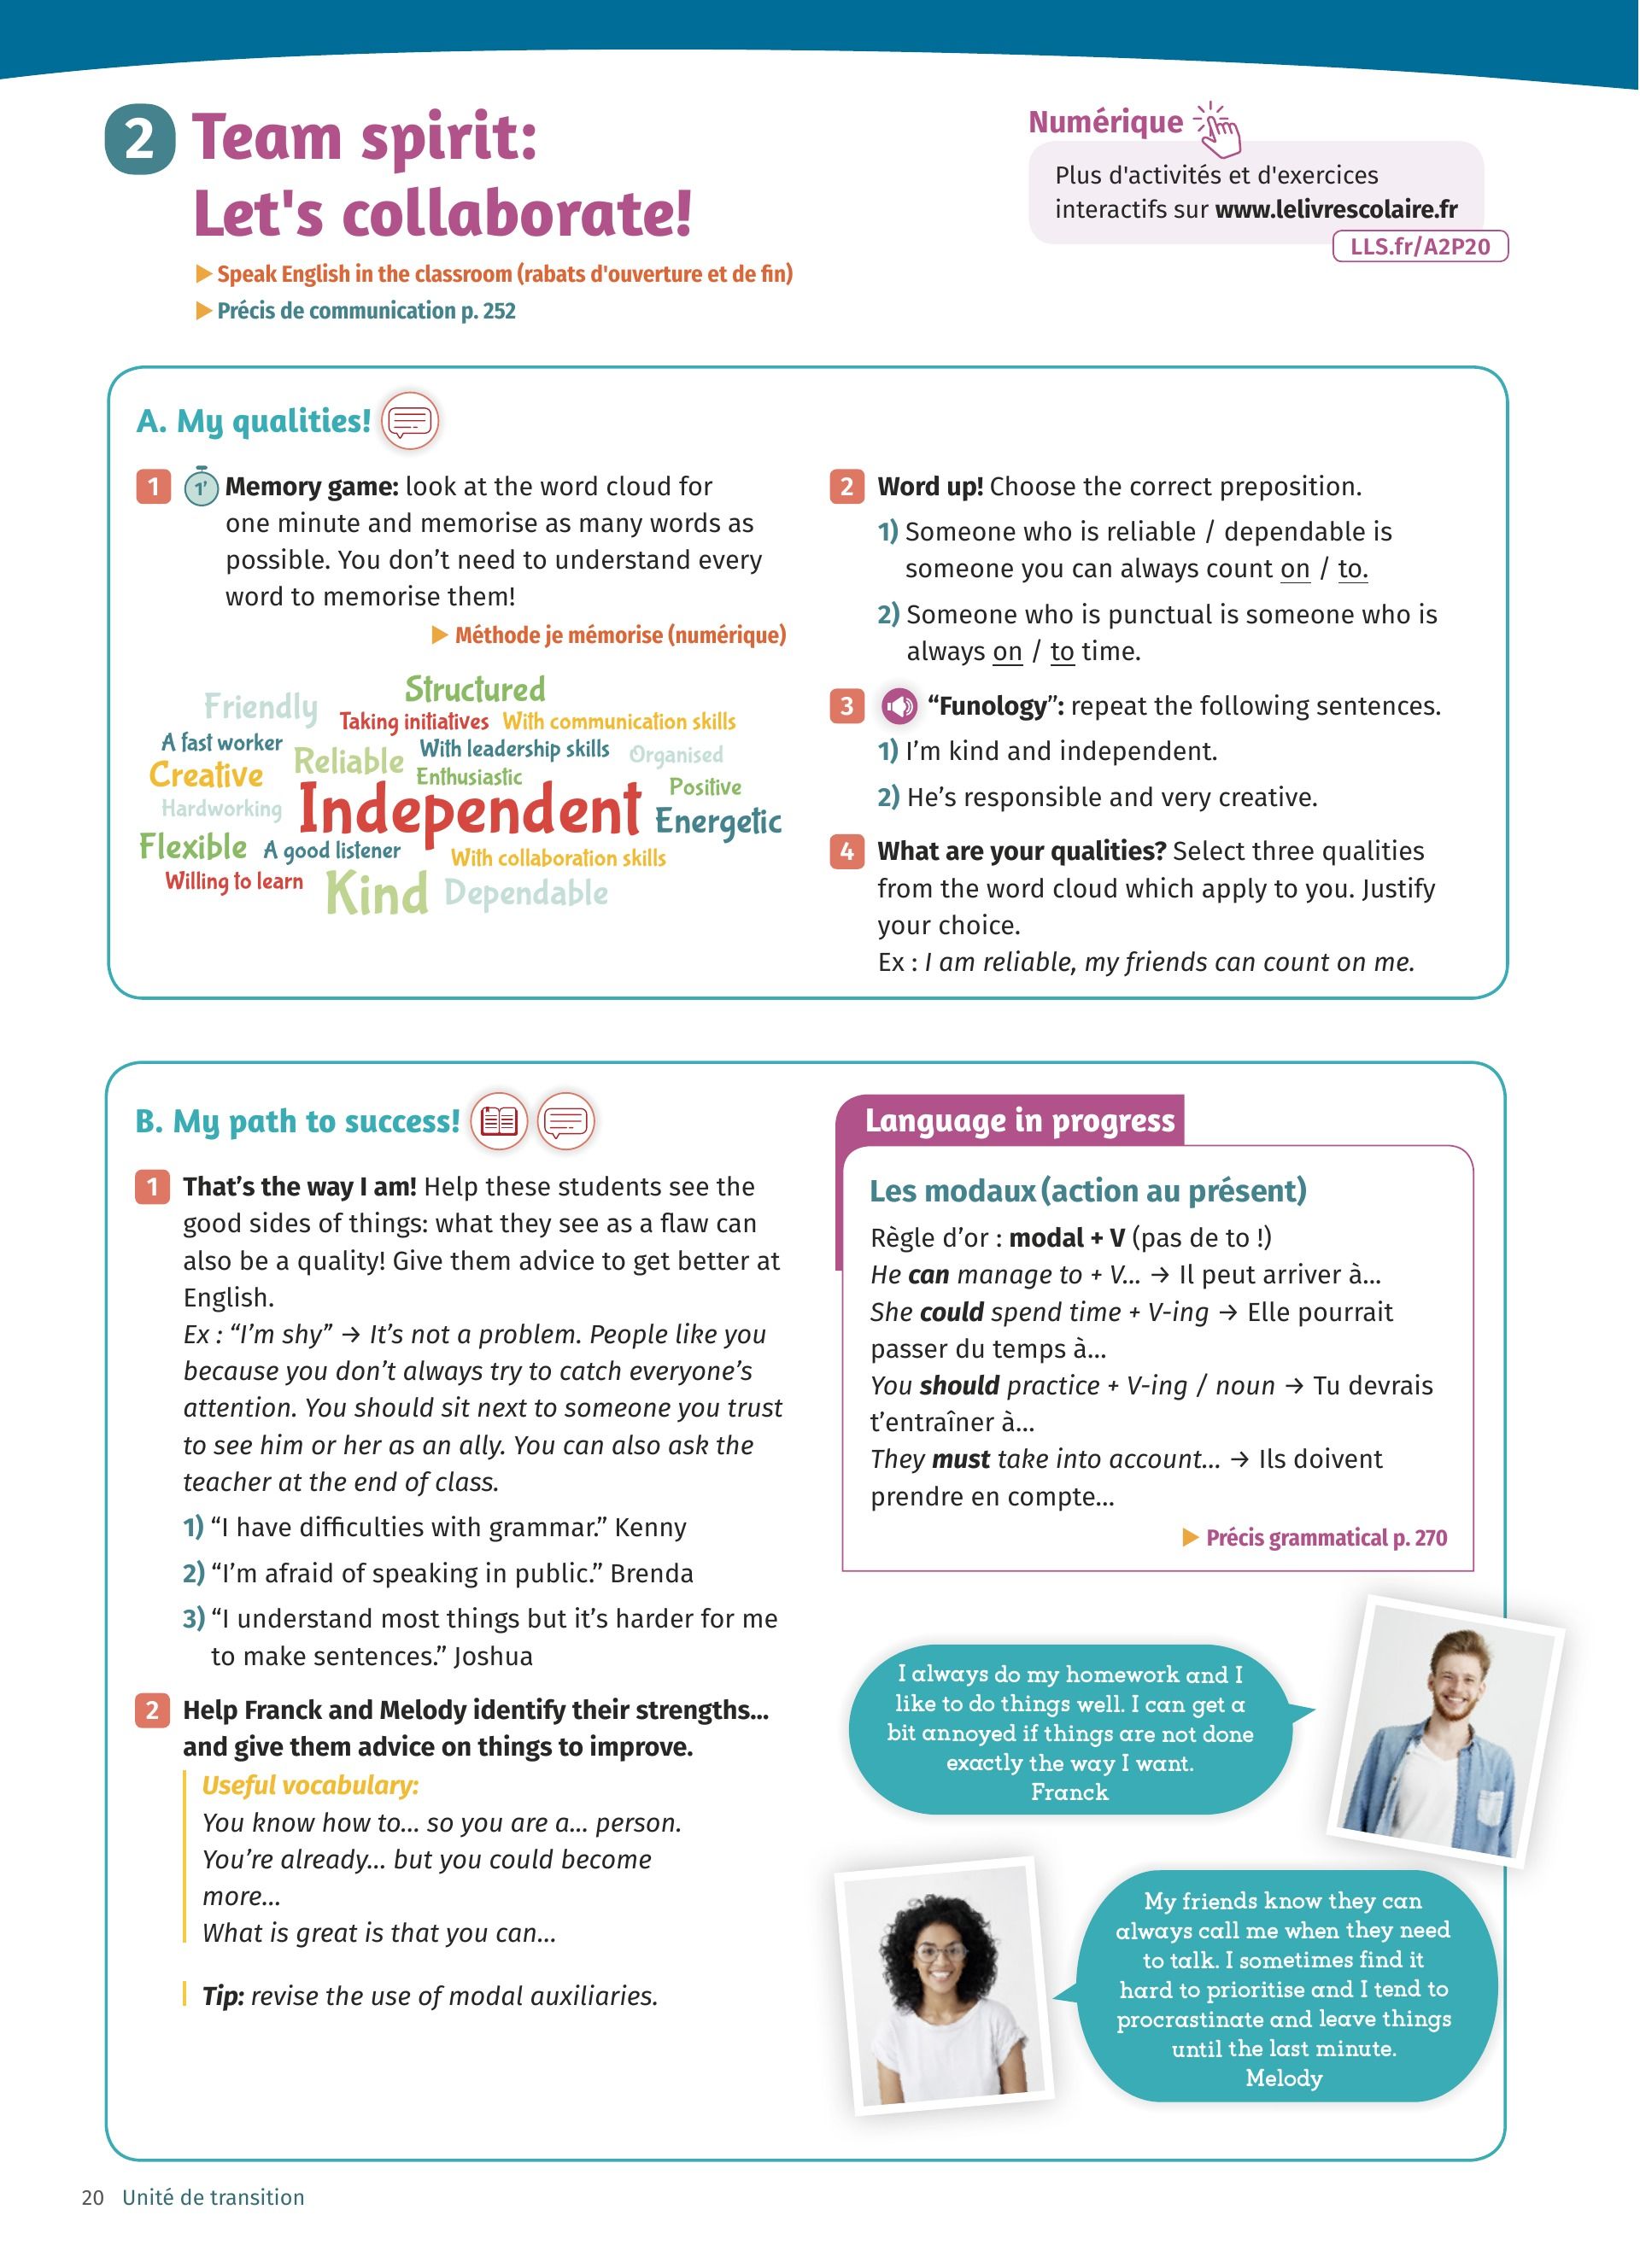 2 Team spirit:
Let's collaborate!
▶ Speak English in the classroom (rabats d'ouverture et de fin)
▶ Précis de communication p. 252
Numérique
Plus d'activités et d'exercices
interactifs sur www.lelivrescolaire.fr
LLS.fr/A2P20
A. My qualities!
1 1' Memory game: look at the word cloud for
one minute and memorise as many words as
possible. You don’t need to understand every
word to memorise them!
▶ Méthode je mémorise (numérique)
Structured
Friendly
Taking initiatives With communication skills
A fast worker
With leadership skills
Reliable
Organised
Creative
Enthusiastic
Positive
Hardworking
Independent
Energetic
Flexible
A good listener
With collaboration skills
Willing to learn
Kind
Dependable
2 Word up! Choose the correct preposition.
1) Someone who is reliable / dependable is
someone you can always count on / to.
2) Someone who is punctual is someone who is
always on / to time.
3 “Funology”: repeat the following sentences.
1) I’m kind and independent.
2) He’s responsible and very creative.
4 What are your qualities? Select three qualities
from the word cloud which apply to you. Justify
your choice.
Ex : I am reliable, my friends can count on me.
B. My path to success!
1 That’s the way I am! Help these students see the
good sides of things: what they see as a flaw can
also be a quality! Give them advice to get better at
English.
Ex : “I’m shy” → It’s not a problem. People like you
because you don’t always try to catch everyone’s
attention. You should sit next to someone you trust
to see him or her as an ally. You can also ask the
teacher at the end of class.
1) “I have difficulties with grammar.” Kenny
2) “I’m afraid of speaking in public.” Brenda
3) “I understand most things but it’s harder for me
to make sentences.” Joshua
2 Help Franck and Melody identify their strengths...
and give them advice on things to improve.
Useful vocabulary:
You know how to... so you are a... person.
You’re already... but you could become
more...
What is great is that you can...
Tip: revise the use of modal auxiliaries.
Language in progress
Les modaux (action au présent)
Règle d’or : modal + V (pas de to !)
He can manage to + V... → Il peut arriver à...
She could spend time + V-ing → Elle pourrait
passer du temps à...
You should practice + V-ing / noun → Tu devrais
t’entraîner à...
They must take into account... → Ils doivent
prendre en compte...
▶ Précis grammatical p. 270
I always do my homework and I
like to do things well. I can get a
bit annoyed if things are not done
exactly the way I want.
Franck
My friends know they can
always call me when they need
to talk. I sometimes find it
hard to prioritise and I tend to
procrastinate and leave things
until the last minute.
Melody
20 Unité de transition